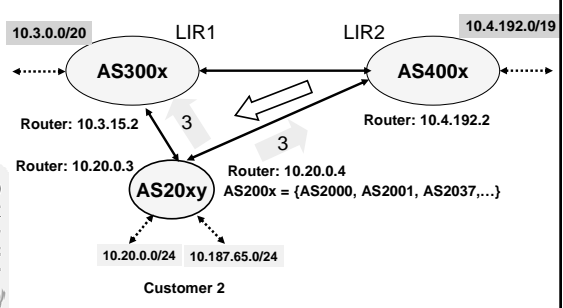 10.3.0.0/20
LIR1
LIR2
10.4.192.0/19
AS300x
AS400x
Router: 10.3.15.2
3
Router: 10.4.192.2
3
Router: 10.20.0.3
Router: 10.20.0.4
AS20xy
AS200x = {AS2000, AS2001, AS2037,…}
10.20.0.0/24
10.187.65.0/24
Customer 2